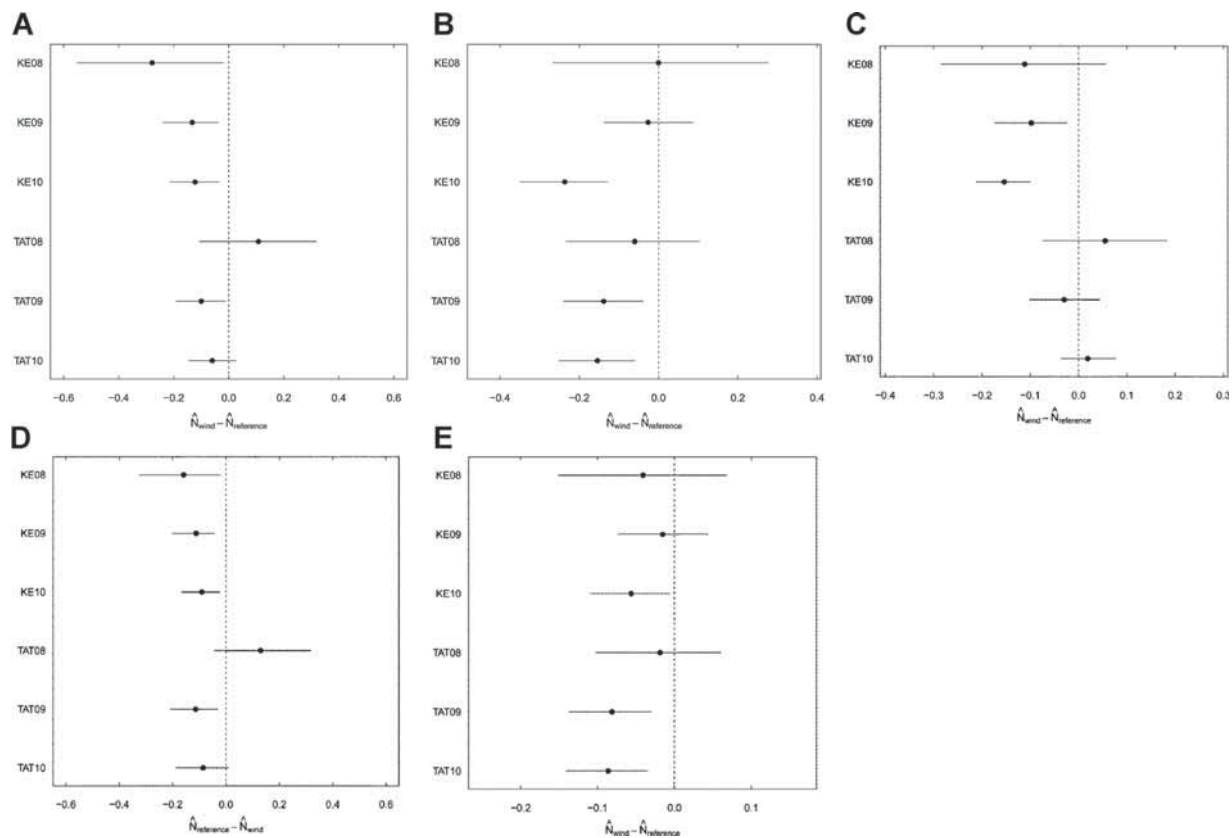 A
KE08
KE09
KE10
TAT08
TAT09
TAT10
−0.6 −0.4 −0.2 0.0 0.2 0.4 0.6
N̂wind − N̂reference
B
KE08
KE09
KE10
TAT08
TAT09
TAT10
−0.4 −0.2 0.0 0.2 0.4
N̂wind − N̂reference
C
KE08
KE09
KE10
TAT08
TAT09
TAT10
−0.4 −0.3 −0.2 −0.1 0.0 0.1 0.2 0.3
N̂wind − N̂reference
D
KE08
KE09
KE10
TAT08
TAT09
TAT10
−0.6 −0.4 −0.2 0.0 0.2 0.4 0.6
N̂reference − N̂wind
E
KE08
KE09
KE10
TAT08
TAT09
TAT10
−0.2 −0.1 0.0 0.1
N̂wind − N̂reference